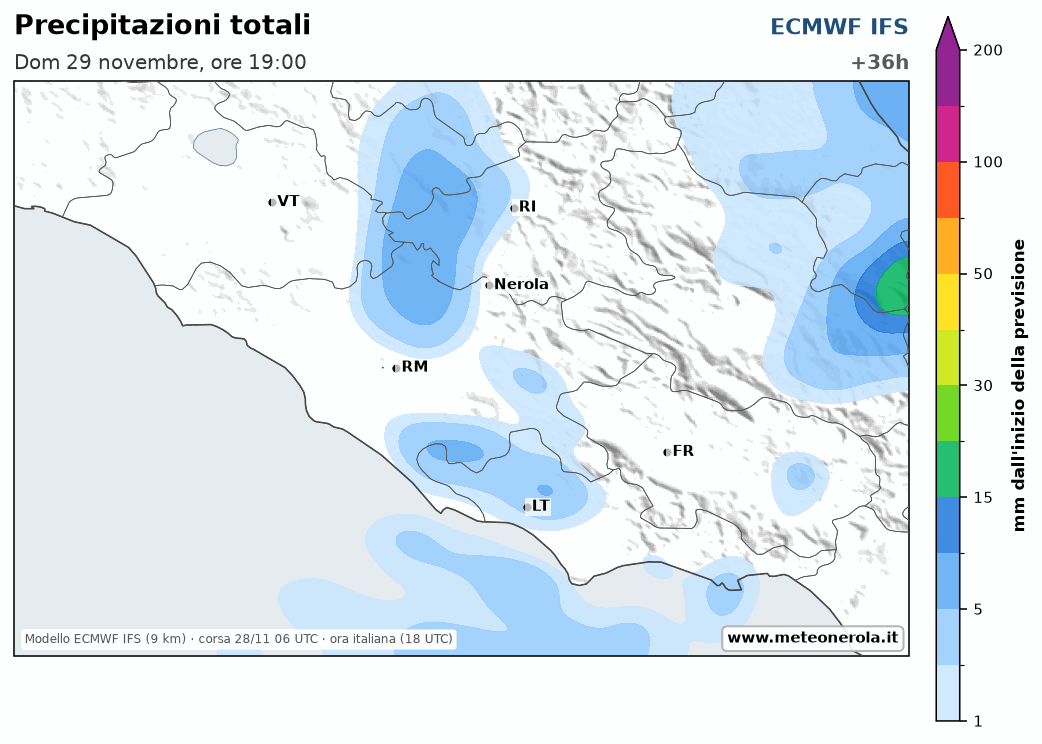 Precipitazioni totali
ECMWF IFS
Dom 29 novembre, ore 19:00
+36h
200
100
50
30
15
5
1
mm dall'inizio della previsione
VT
RI
Nerola
RM
FR
LT
Modello ECMWF IFS (9 km) · corsa 28/11 06 UTC · ora italiana (18 UTC)
www.meteonerola.it